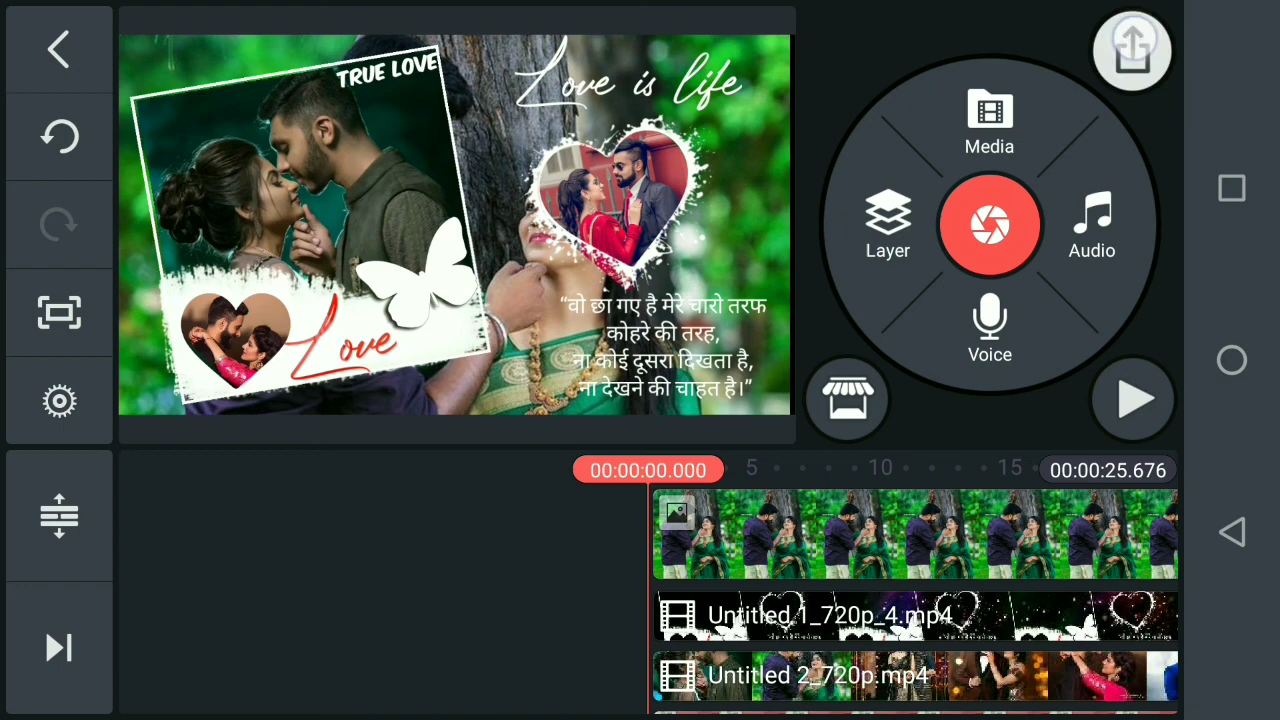 TRUE LOVE
Love is life
Love
“वो छा गए है मेरे चारो तरफ
कोहरे की तरह,
ना कोई दूसरा दिखता है,
ना देखने की चाहत है।”
Media
Layer
Audio
Voice
00:00:00.000
5
10
15
00:00:25.676
Untitled 1_720p_4.mp4
Untitled 2_720p.mp4